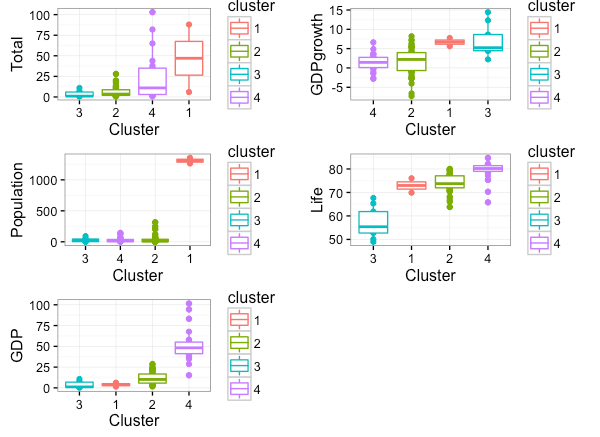 Total
100
75
50
25
0
3 2 4 1
Cluster
cluster
1
2
3
4
GDPgrowth
15
10
5
0
-5
4 2 1 3
Cluster
cluster
1
2
3
4
Population
1000
500
0
3 4 2 1
Cluster
cluster
1
2
3
4
Life
80
70
60
50
3 1 2 4
Cluster
cluster
1
2
3
4
GDP
100
75
50
25
0
3 1 2 4
Cluster
cluster
1
2
3
4